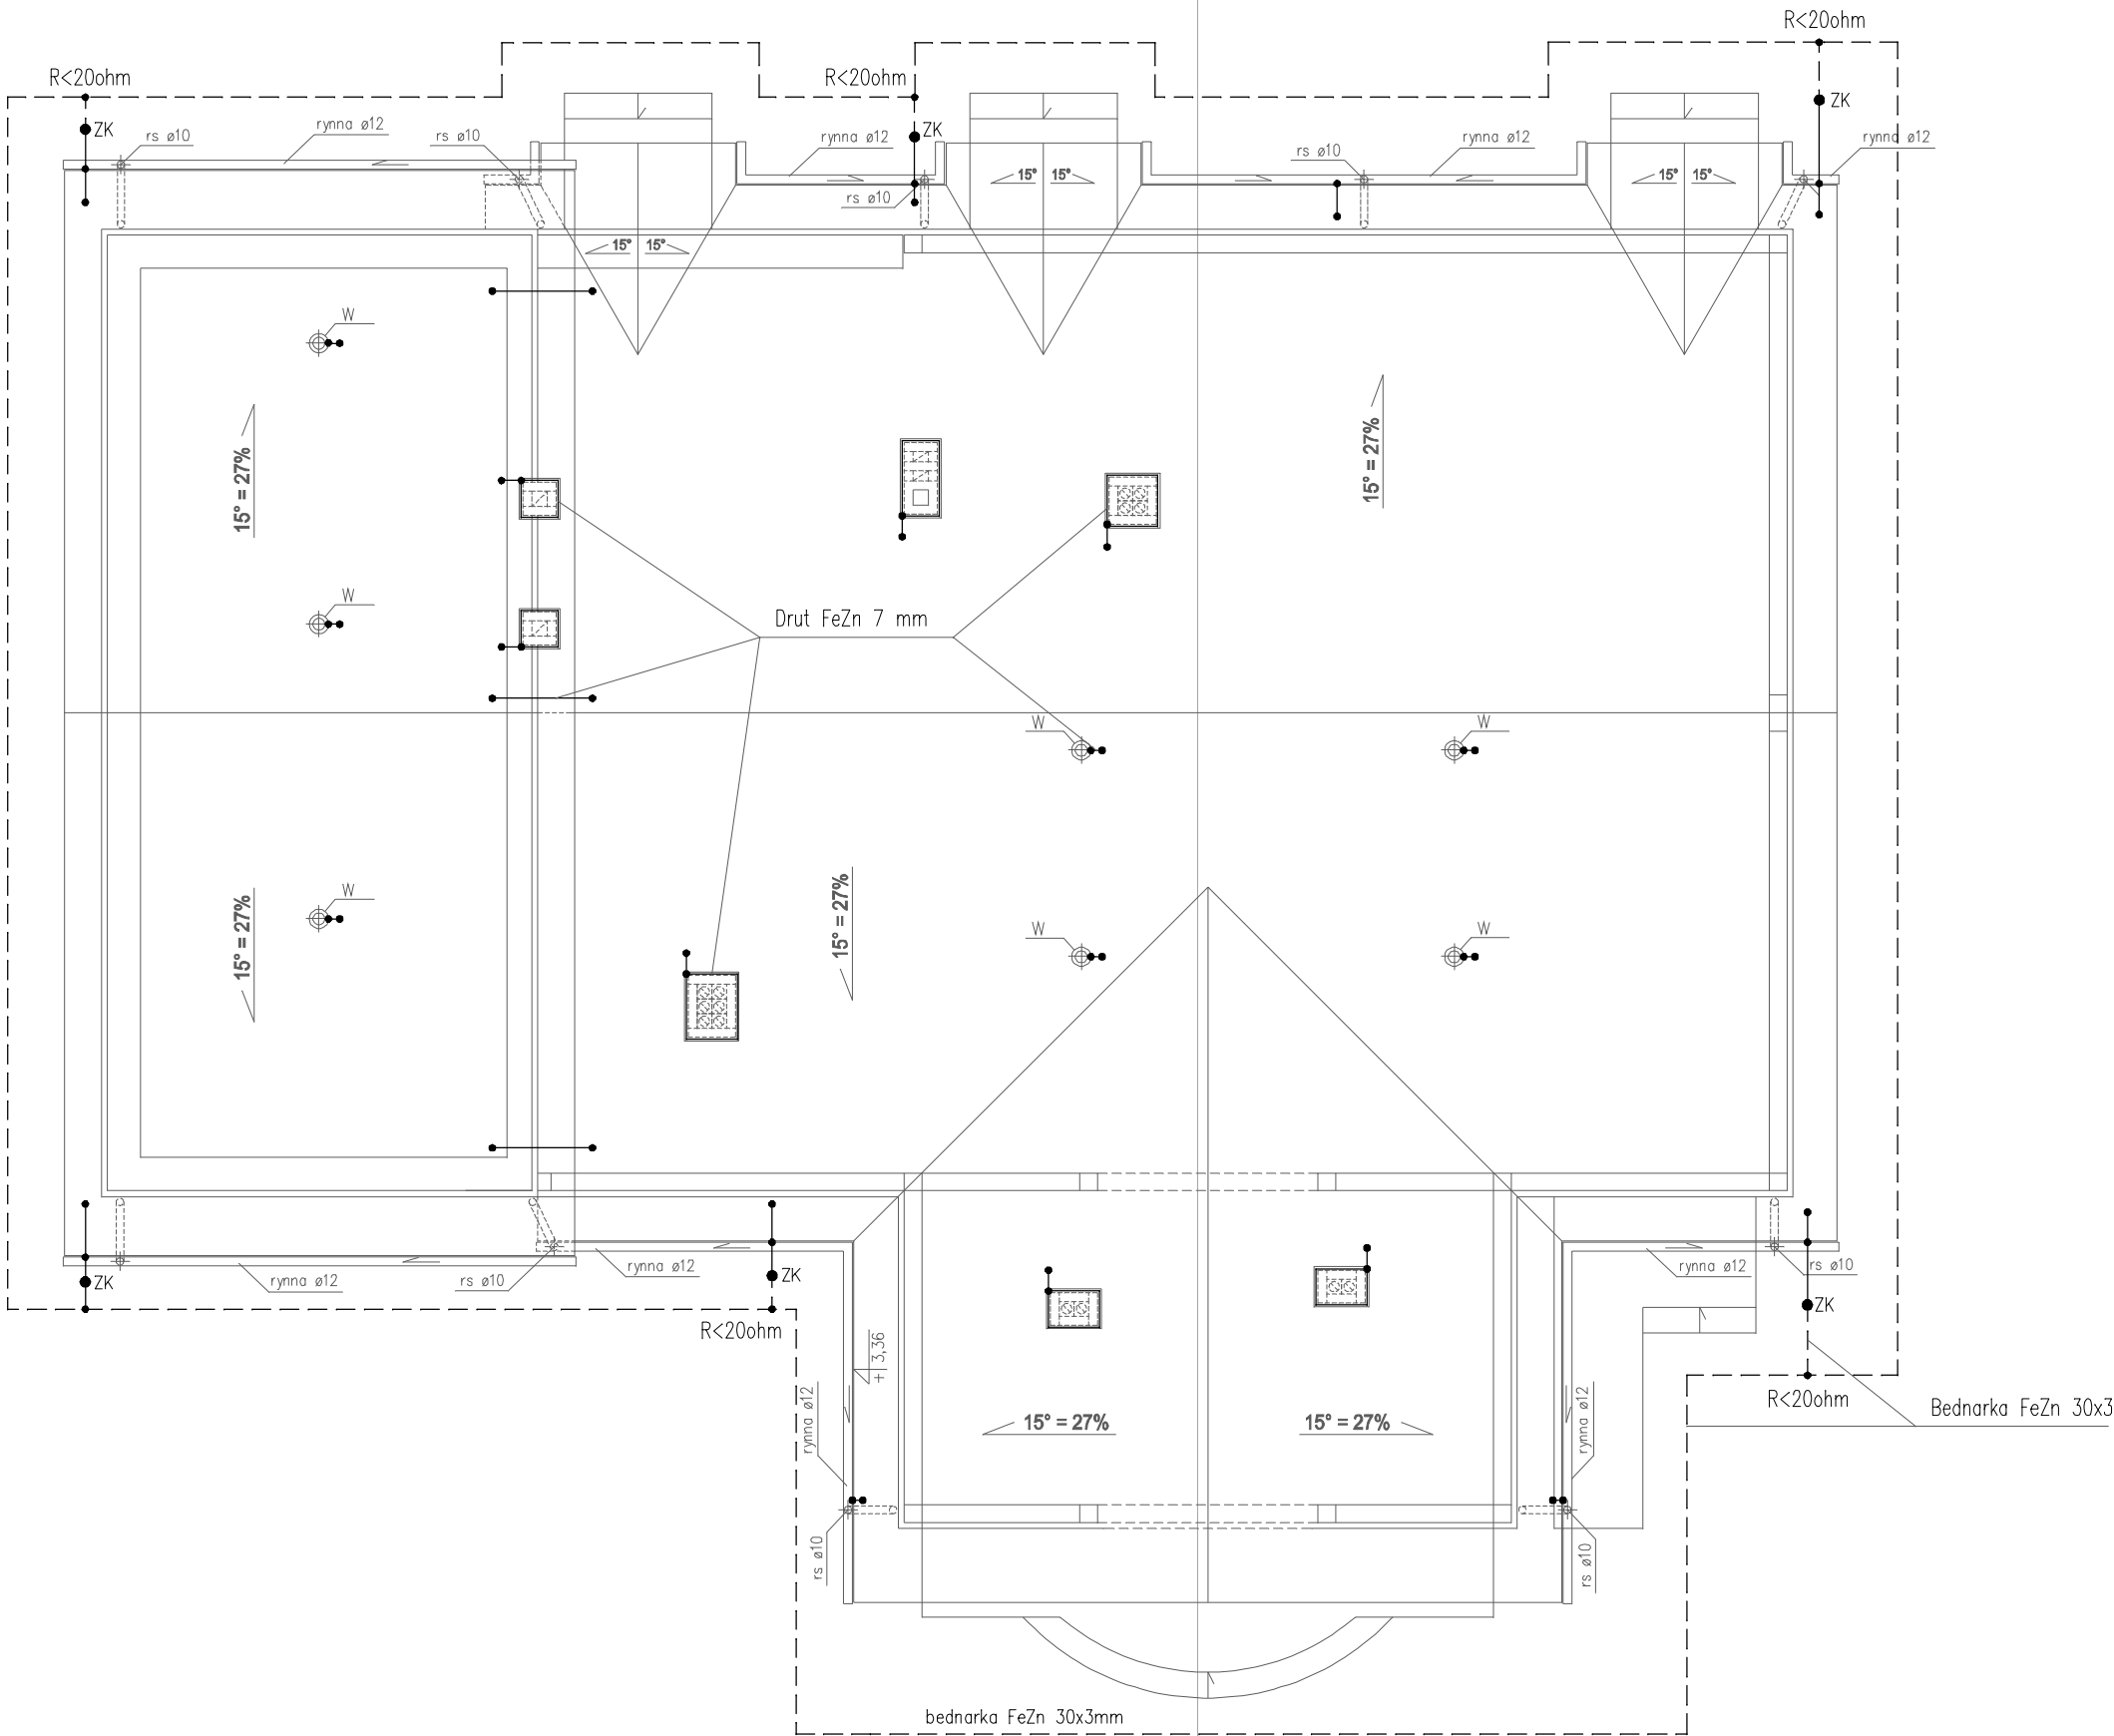 R<20ohm
R<20ohm
R<20ohm
R<20ohm
ZK
ZK
ZK
rs ø10
rynna ø12
rs ø10
rynna ø12
rs ø10
rs ø10
rynna ø12
rynna ø12
15° 15°
15° 15°
15° 15°
W
15° = 27%
15° = 27%
W
Drut FeZn 7 mm
W
W
W
15° = 27%
15° = 27%
W
W
ZK
rynna ø12
rs ø10
rynna ø12
ZK
rynna ø12
rs ø10
ZK
R<20ohm
+3,36
R<20ohm
Bednarka FeZn 30x3
rynna ø12
15° = 27%
15° = 27%
rynna ø12
rs ø10
rs ø10
bednarka FeZn 30x3mm